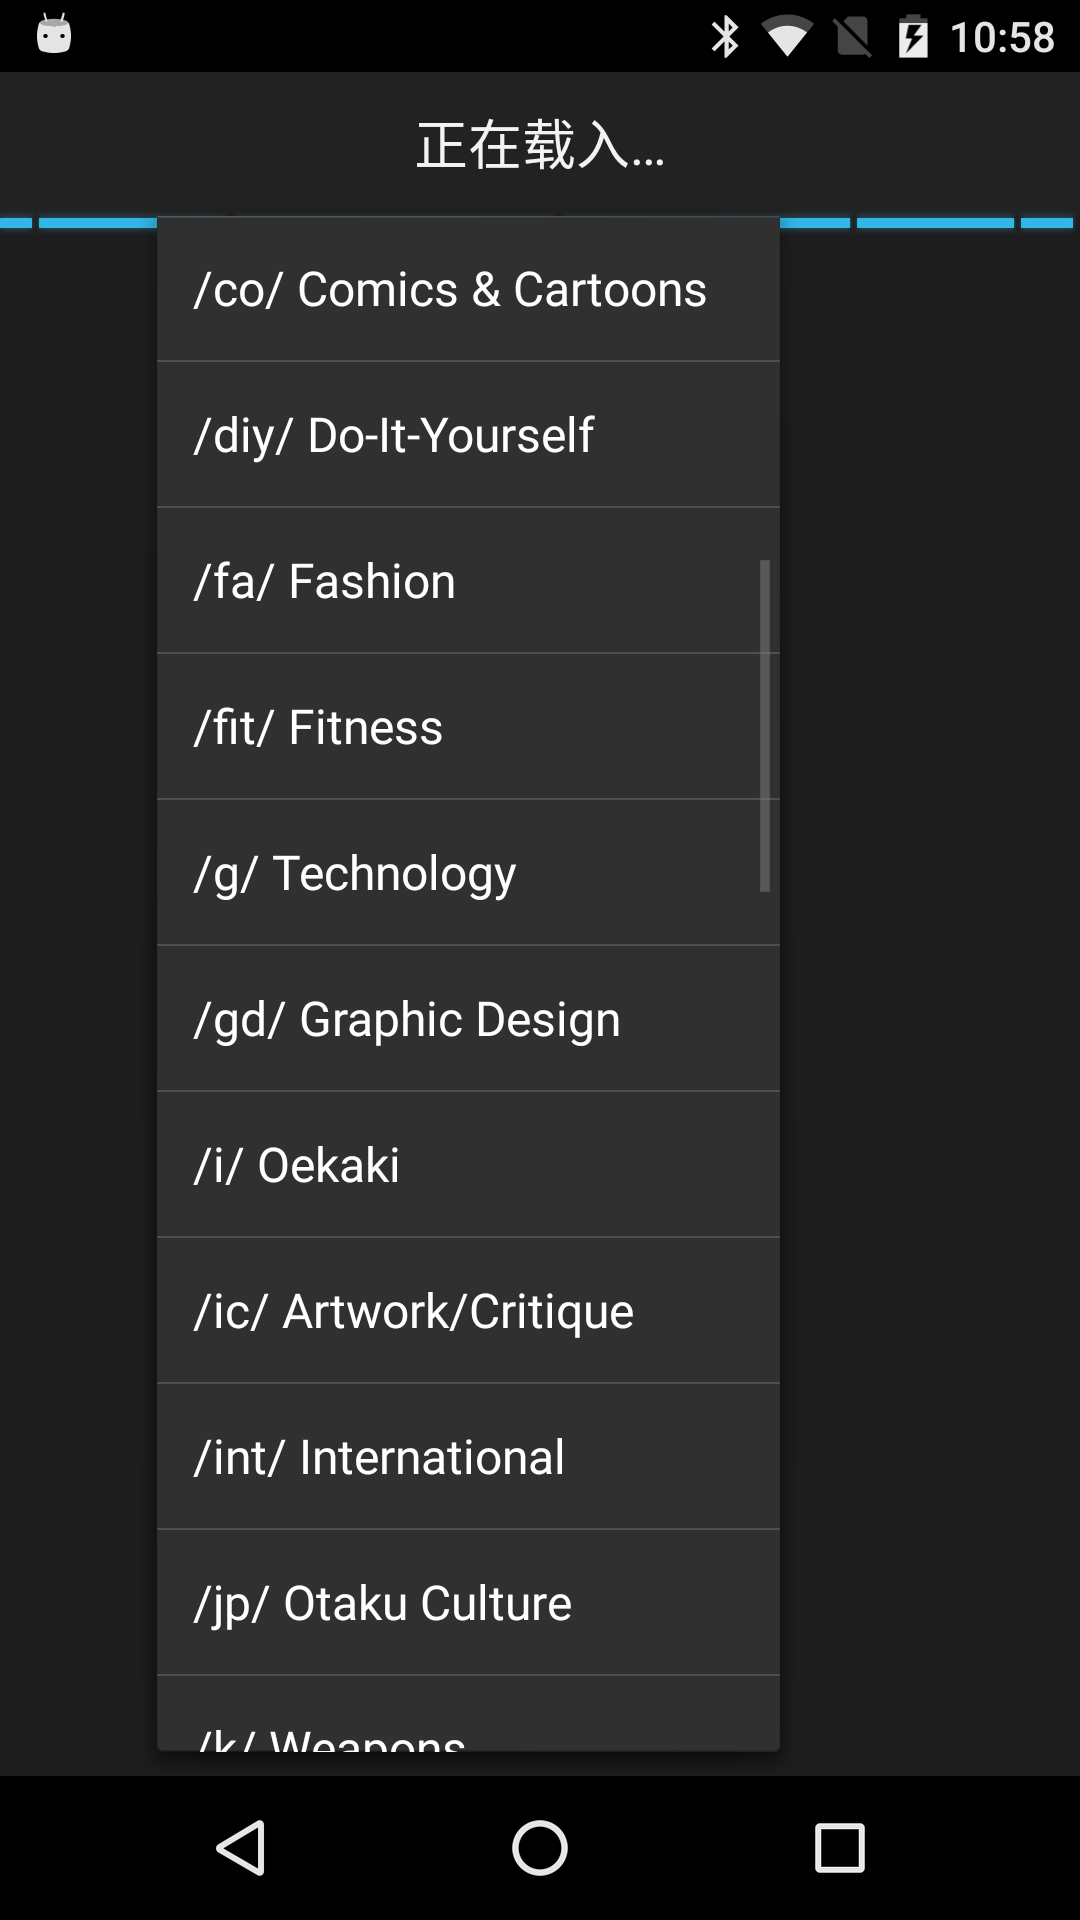 10:58
正在载入...
/co/ Comics & Cartoons
/diy/ Do-It-Yourself
/fa/ Fashion
/fit/ Fitness
/g/ Technology
/gd/ Graphic Design
/i/ Oekaki
/ic/ Artwork/Critique
/int/ International
/jp/ Otaku Culture
/k/ Weapons